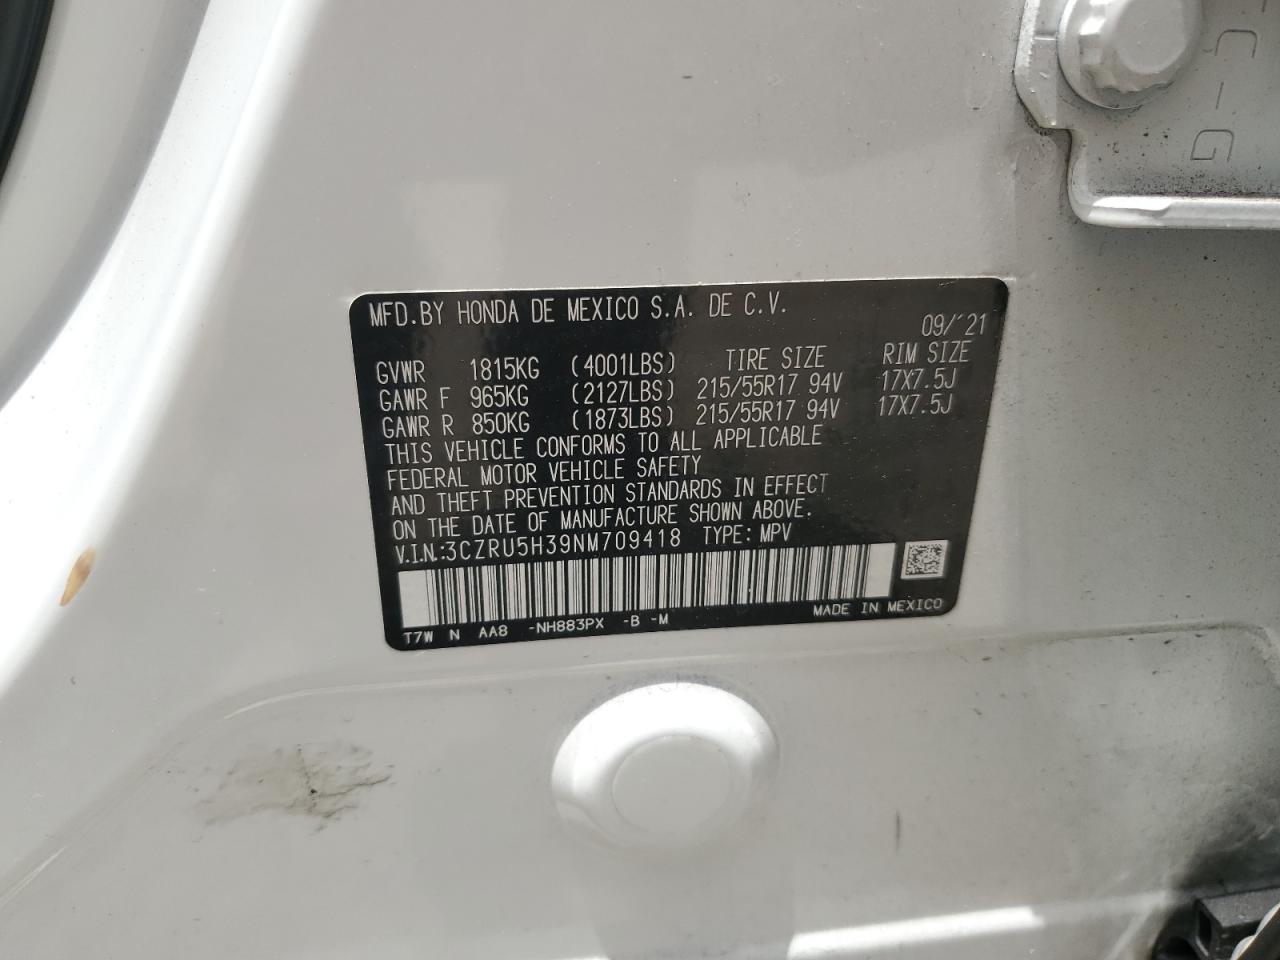 C-G
MFD.BY HONDA DE MEXICO S.A. DE C.V.
09/'21
GVWR 1815KG (4001LBS) TIRE SIZE RIM SIZE
GAWR F 965KG (2127LBS) 215/55R17 94V 17X7.5J
GAWR R 850KG (1873LBS) 215/55R17 94V 17X7.5J
THIS VEHICLE CONFORMS TO ALL APPLICABLE
FEDERAL MOTOR VEHICLE SAFETY
AND THEFT PREVENTION STANDARDS IN EFFECT
ON THE DATE OF MANUFACTURE SHOWN ABOVE.
V.I.N.:3CZRU5H39NM709418 TYPE: MPV
MADE IN MEXICO
T7W N AA8 -NH883PX -B -M